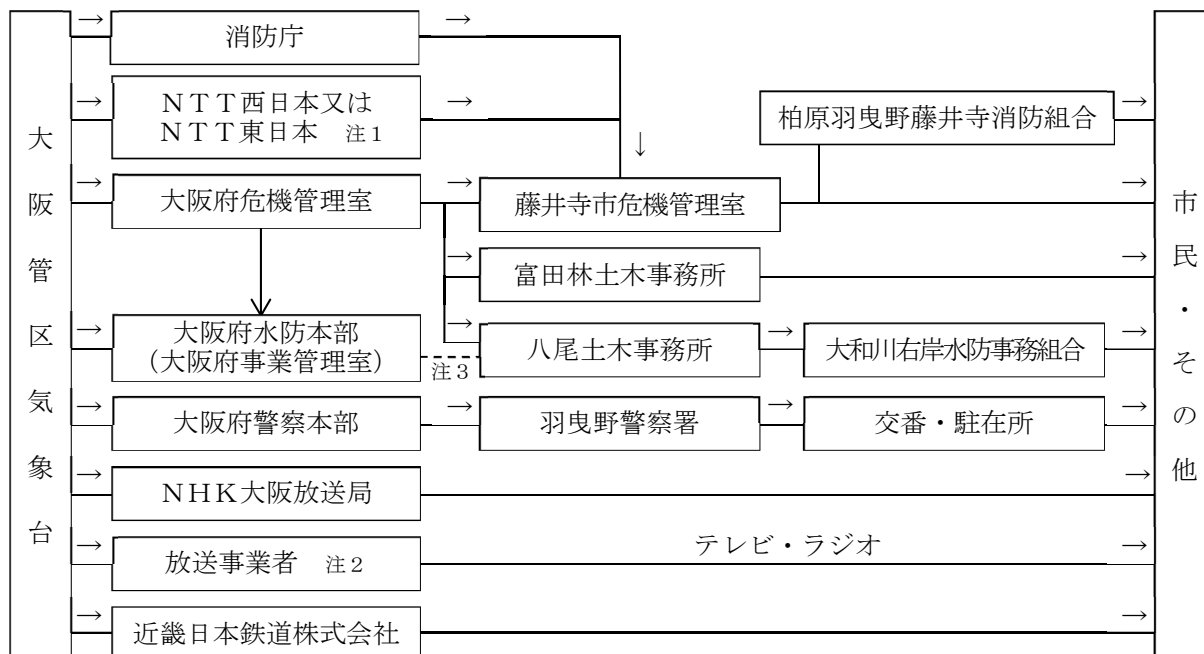 大阪管区気象台
消防庁
ＮＴＴ西日本又は
ＮＴＴ東日本　注１
大阪府危機管理室
大阪府水防本部
（大阪府事業管理室）
注３
大阪府警察本部
ＮＨＫ大阪放送局
放送事業者　注２
近畿日本鉄道株式会社
柏原羽曳野藤井寺消防組合
藤井寺市危機管理室
富田林土木事務所
八尾土木事務所
大和川右岸水防事務組合
羽曳野警察署
交番・駐在所
テレビ・ラジオ
市民・その他